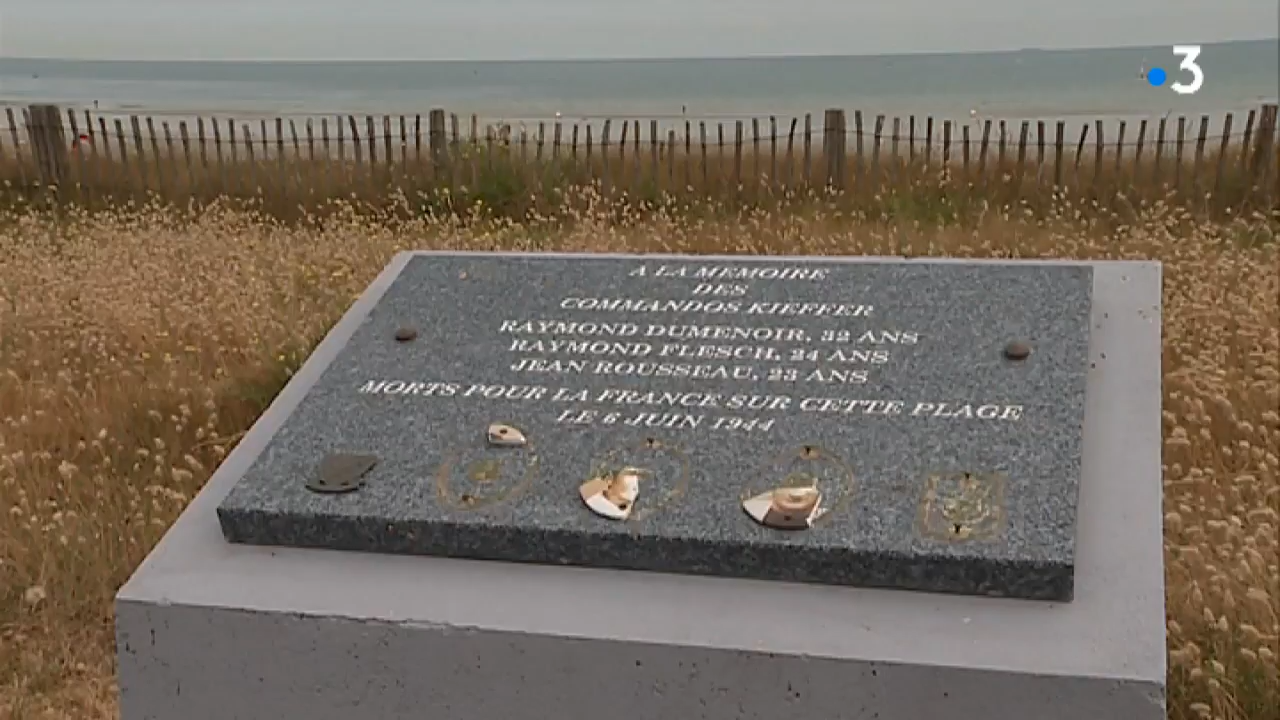 3
A LA MEMOIRE
DES
COMMANDOS KIEFFER
RAYMOND DUMENOIR, 32 ANS
RAYMOND FLESCH, 24 ANS
JEAN ROUSSEAU, 23 ANS
MORTS POUR LA FRANCE SUR CETTE PLAGE
LE 6 JUIN 1944